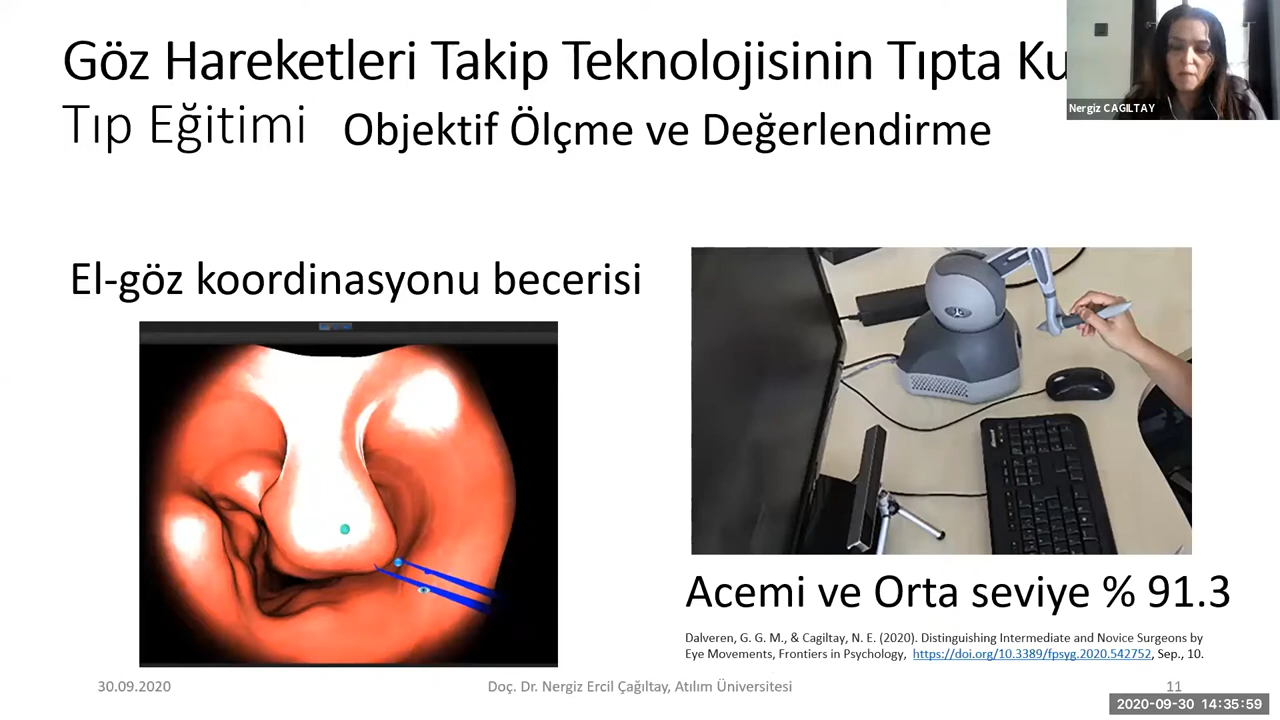 Göz Hareketleri Takip Teknolojisinin Tıpta
Nergiz CAGILTAY
Tıp Eğitimi Objektif Ölçme ve Değerlendirme
El-göz koordinasyonu becerisi
Acemi ve Orta seviye % 91.3
Dalveren, G. G. M., & Cagiltay, N. E. (2020). Distinguishing Intermediate and Novice Surgeons by
Eye Movements, Frontiers in Psychology, https://doi.org/10.3389/fpsyg.2020.542752, Sep., 10.
30.09.2020 Doç. Dr. Nergiz Ercil Çağıltay, Atılım Üniversitesi 11
2020-09-30 14:35:59